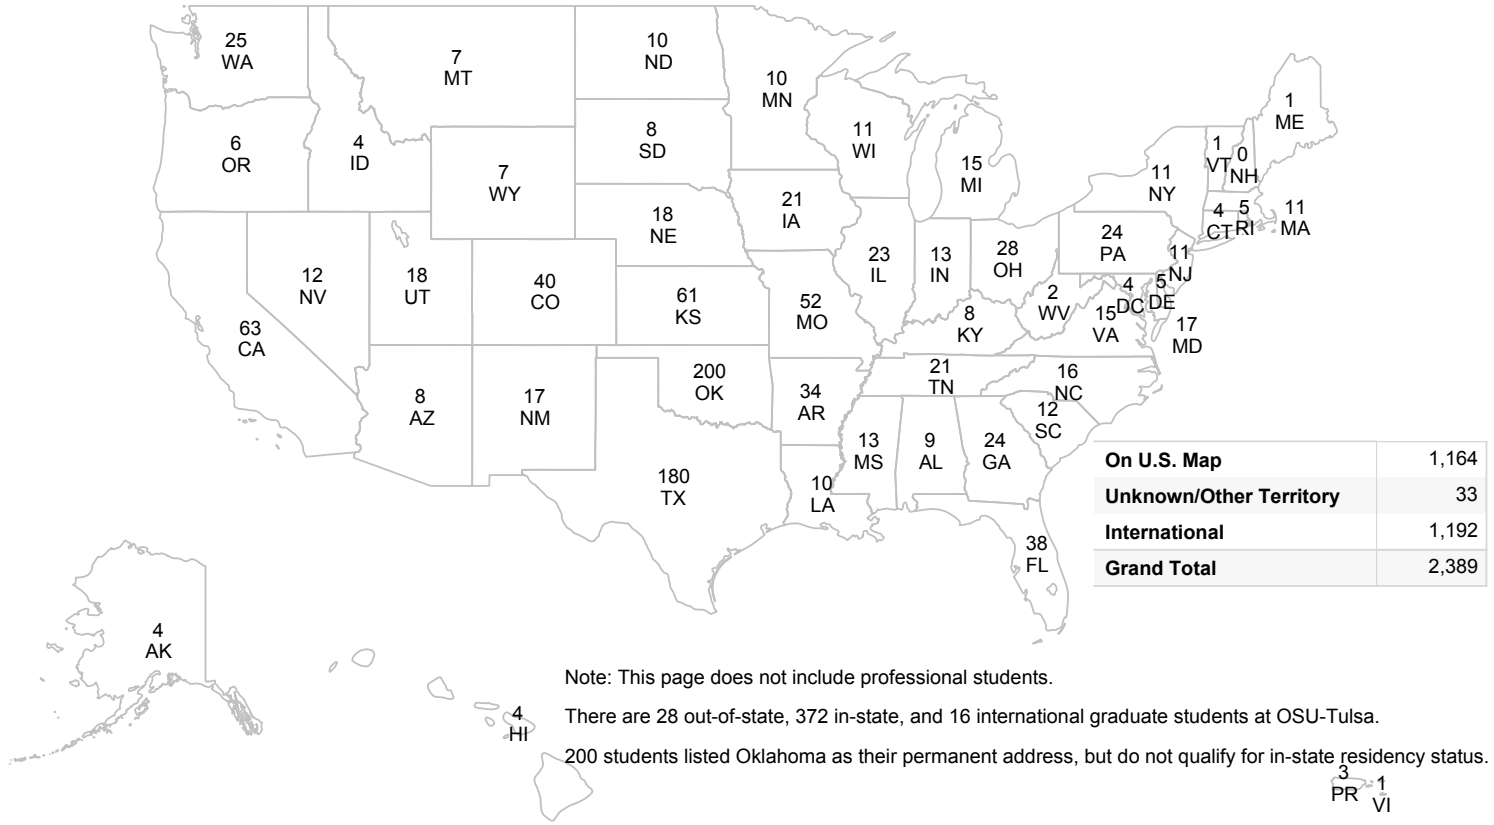 25
WA
7
MT
10
ND
10
MN
1
ME
6
OR
4
ID
8
SD
11
WI
1
VT
0
NH
7
WY
15
MI
11
NY
21
IA
18
NE
4
CT
5
RI
11
MA
12
NV
18
UT
40
CO
61
KS
52
MO
23
IL
13
IN
28
OH
24
PA
11
NJ
2
WV
4
DC
5
DE
63
CA
8
KY
15
VA
17
MD
8
AZ
17
NM
200
OK
34
AR
21
TN
16
NC
12
SC
180
TX
10
LA
13
MS
9
AL
24
GA
38
FL
On U.S. Map 1,164
Unknown/Other Territory 33
International 1,192
Grand Total 2,389
4
AK
4
HI
Note: This page does not include professional students.
There are 28 out-of-state, 372 in-state, and 16 international graduate students at OSU-Tulsa.
200 students listed Oklahoma as their permanent address, but do not qualify for in-state residency status.
3
PR
1
VI